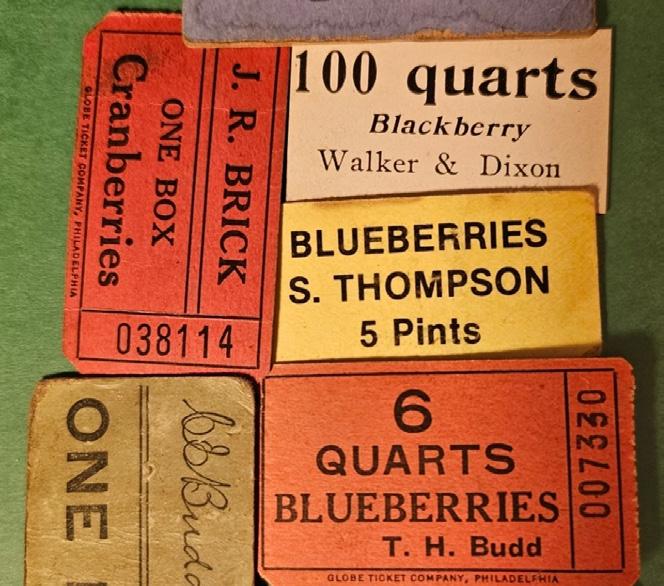 J. R. BRICK
ONE BOX
Cranberries
GLOBE TICKET COMPANY, PHILADELPHIA
038114
100 quarts
Blackberry
Walker & Dixon
BLUEBERRIES
S. THOMPSON
5 Pints
ONE
6
QUARTS
BLUEBERRIES
T. H. Budd
007330
GLOBE TICKET COMPANY, PHILADELPHIA